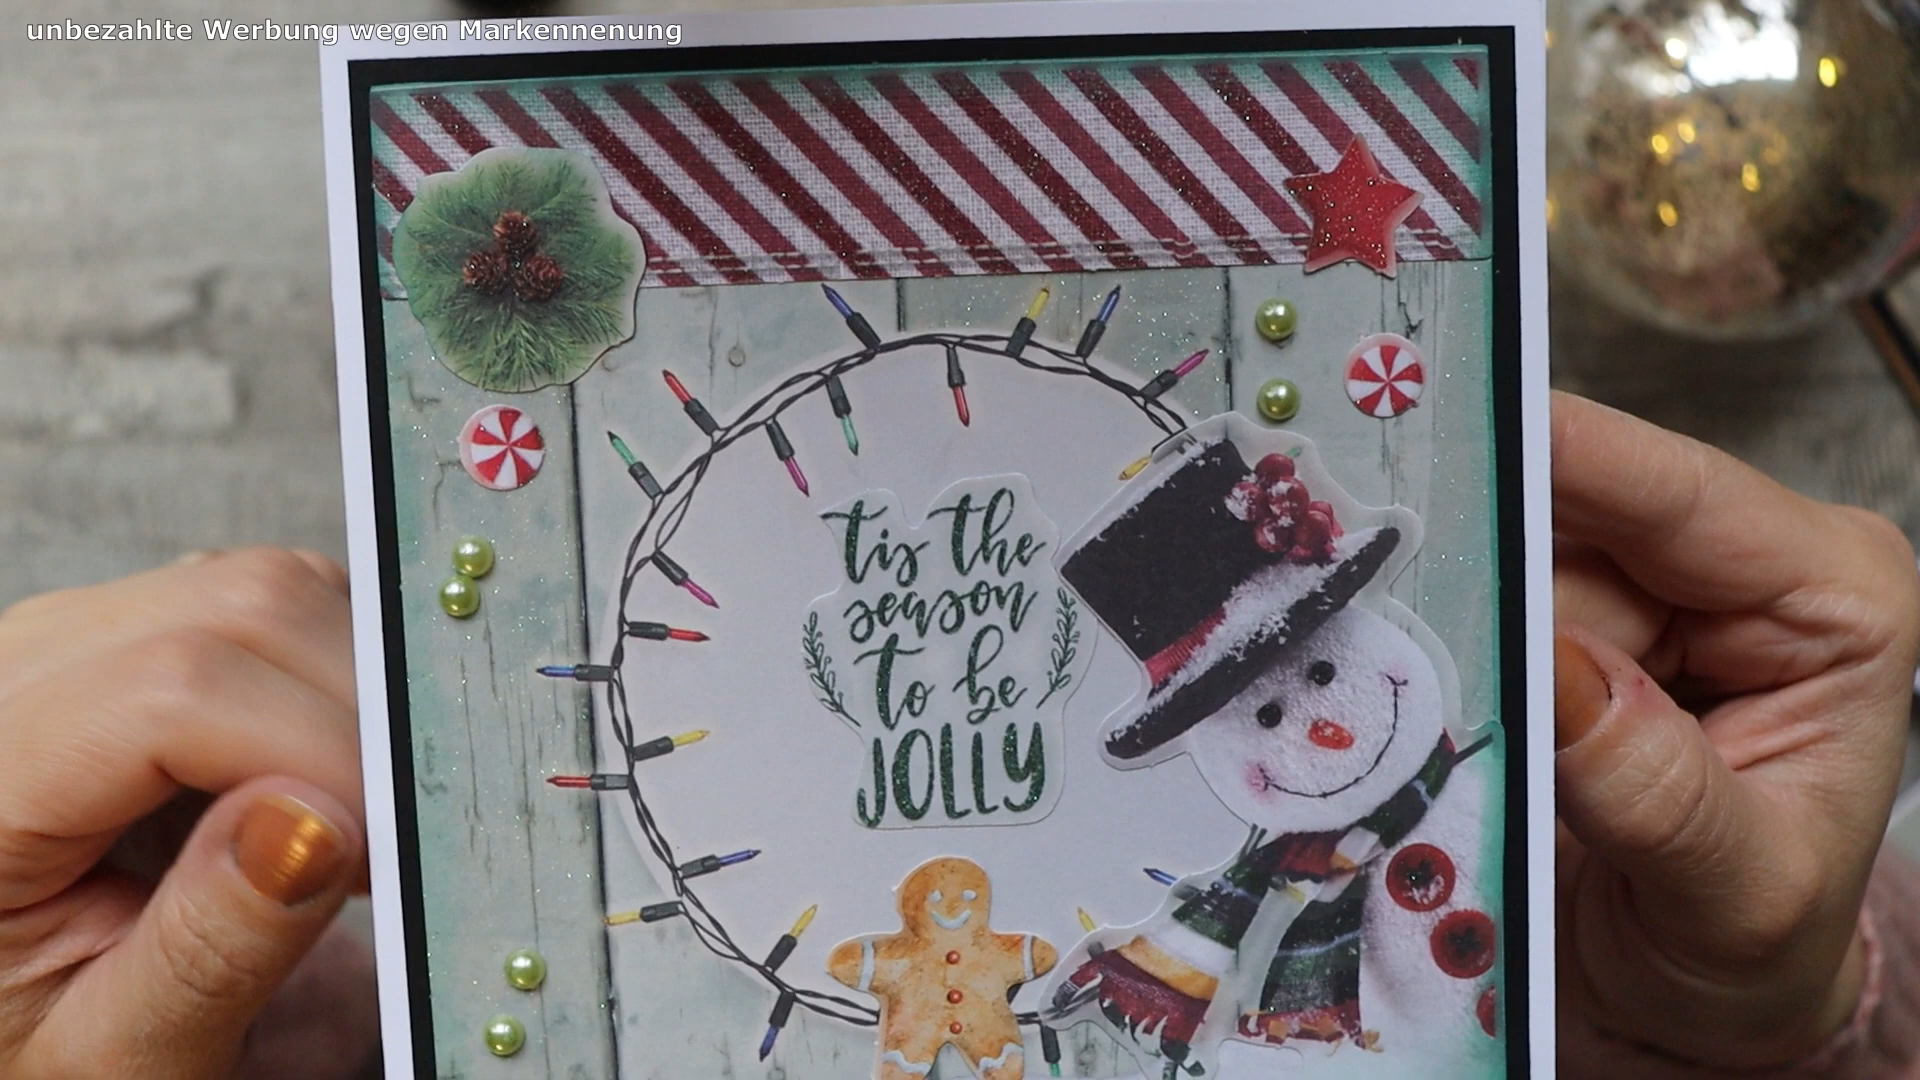 unbezahlte Werbung wegen Markennenung
tis the
season
to be
JOLLY